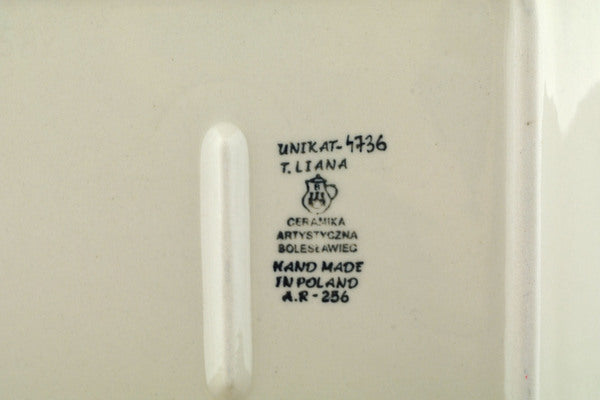 UNIKAT-4736
T. LIANA
CERAMIKA
ARTYSTYCZNA
BOLESŁAWIEC
HAND MADE
IN POLAND
A.R-256